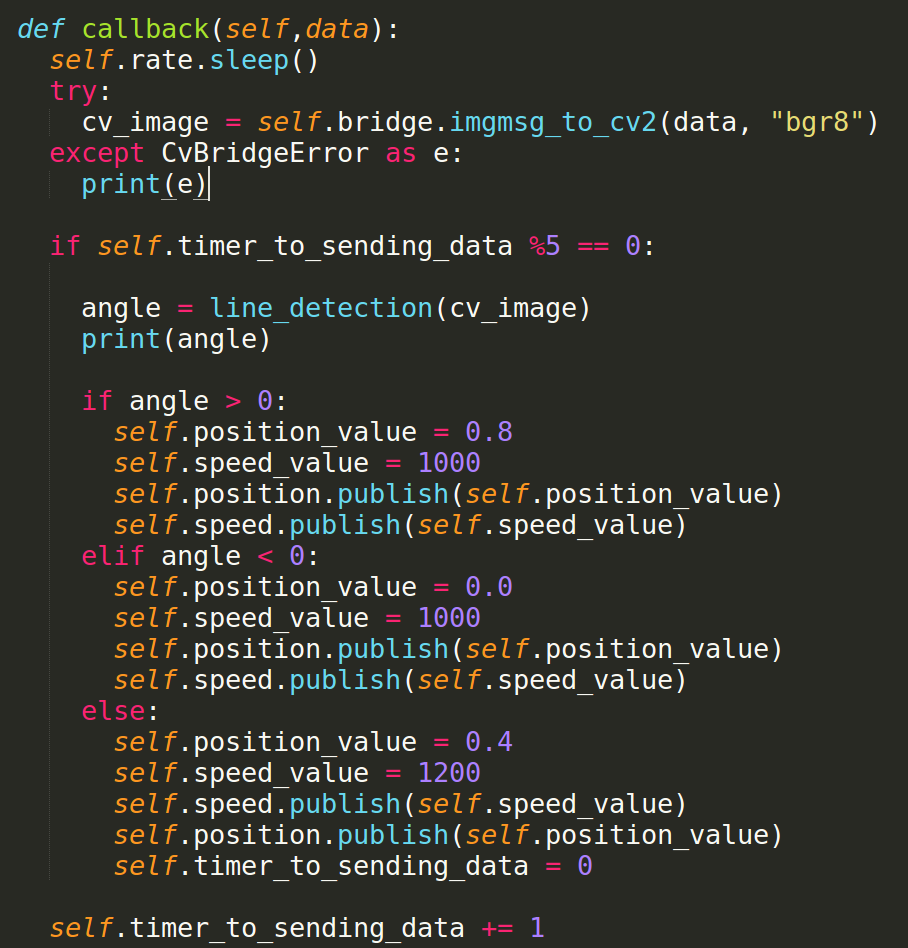 def callback(self,data):
  self.rate.sleep()
  try:
    cv_image = self.bridge.imgmsg_to_cv2(data, "bgr8")
  except CvBridgeError as e:
    print(e)

  if self.timer_to_sending_data %5 == 0:

    angle = line_detection(cv_image)
    print(angle)

    if angle > 0:
      self.position_value = 0.8
      self.speed_value = 1000
      self.position.publish(self.position_value)
      self.speed.publish(self.speed_value)
    elif angle < 0:
      self.position_value = 0.0
      self.speed_value = 1000
      self.position.publish(self.position_value)
      self.speed.publish(self.speed_value)
    else:
      self.position_value = 0.4
      self.speed_value = 1200
      self.speed.publish(self.speed_value)
      self.position.publish(self.position_value)
      self.timer_to_sending_data = 0

  self.timer_to_sending_data += 1